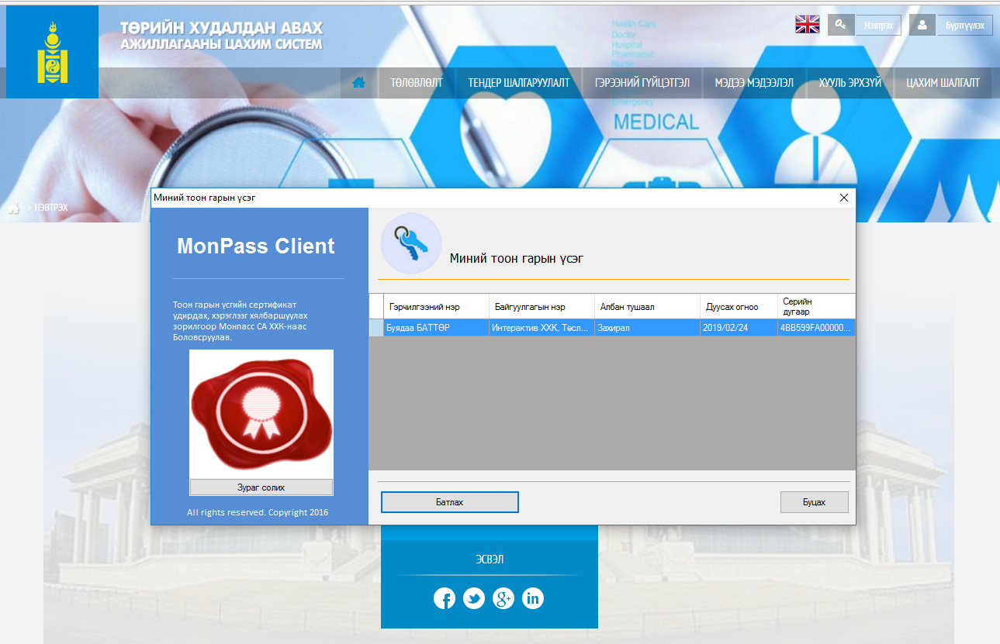 ТӨРИЙН ХУДАЛДАН АВАХ
АЖИЛЛАГААНЫ ЦАХИМ СИСТЕМ
Нэвтрэх
Бүртгүүлэх
Health Care
Doctor
Hospital
Pharmacist
Nurse
ТӨЛӨВЛӨЛТ
ТЕНДЕР ШАЛГАРУУЛАЛТ
ГЭРЭЭНИЙ ГҮЙЦЭТГЭЛ
МЭДЭЭ МЭДЭЭЛЭЛ
ХУУЛЬ ЭРХЗҮЙ
ЦАХИМ ШАЛГАЛТ
Emergency
MEDICAL
> НЭВТРЭХ
Миний тоон гарын үсэг
MonPass Client
Тоон гарын үсгийн сертификат
удирдах, хэрэглээг хялбаршуулах
зорилгоор Монпасс СА ХХК-наас
Боловсруулав.
Зураг солих
All rights reserved. Copyright 2016
Миний тоон гарын үсэг
Гэрчилгээний нэр
Байгуулгагын нэр
Албан тушаал
Дуусах огноо
Серийн
дугаар
Буядаа БАТТӨР
Интерактив ХХК, Төсл...
Захирал
2019/02/24
4BB599FA00000...
Батлах
Буцах
ЭСВЭЛ